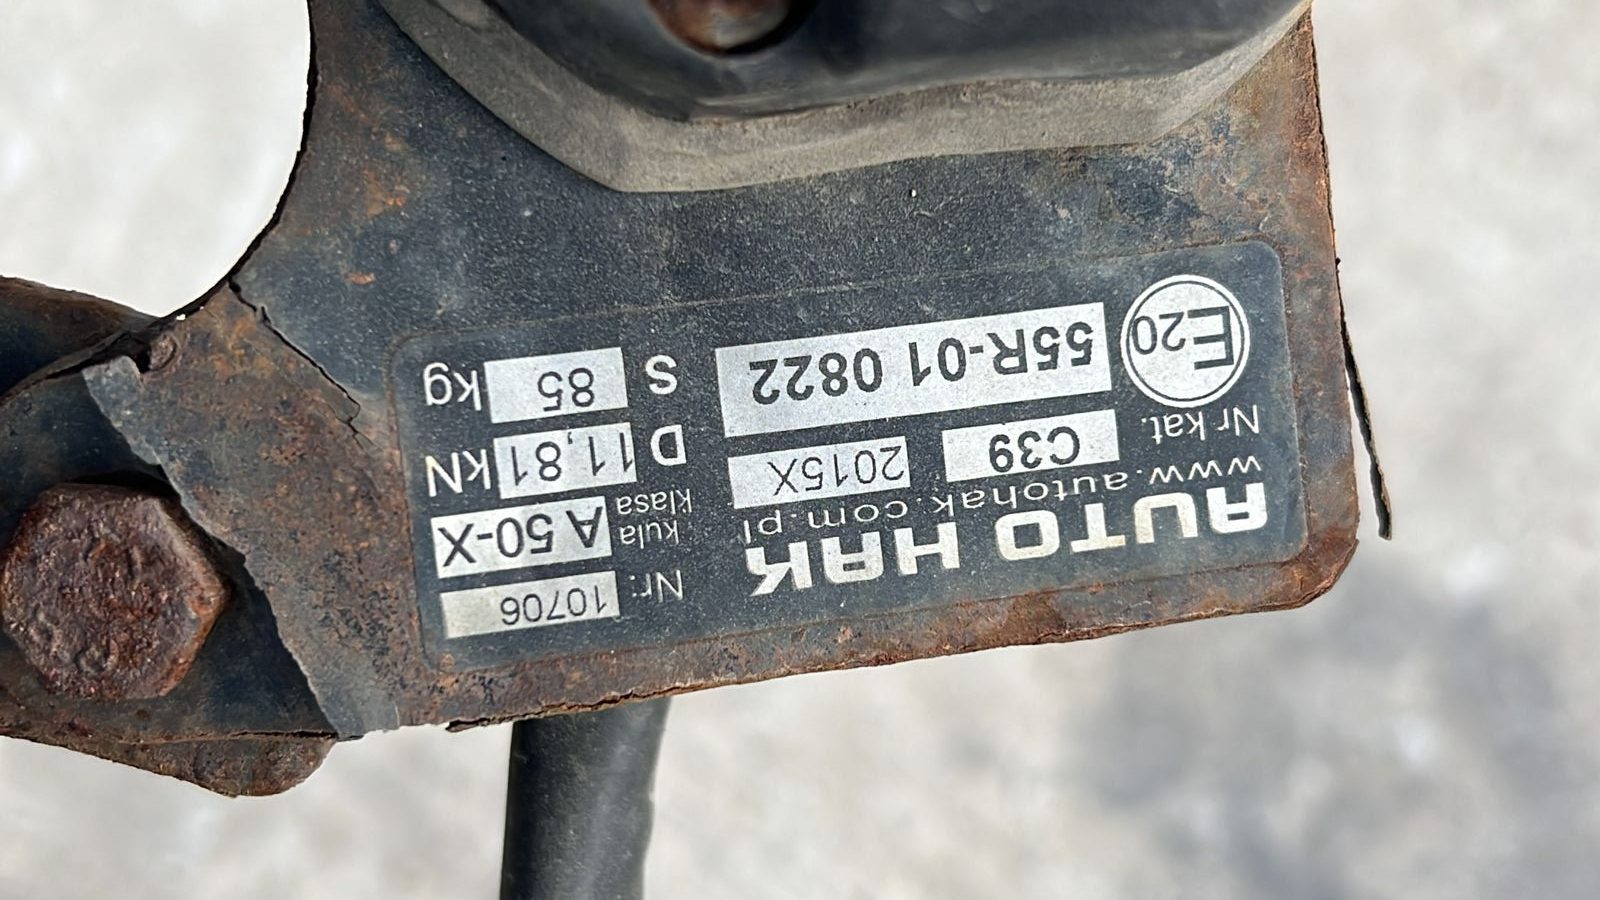 AUTO HAK
www.autohak.com.pl
Nr kat. C39 2015X
E20 55R-01 0822
Nr: 10706
kula klasa A 50-X
D 11,81 kN
S 85 kg